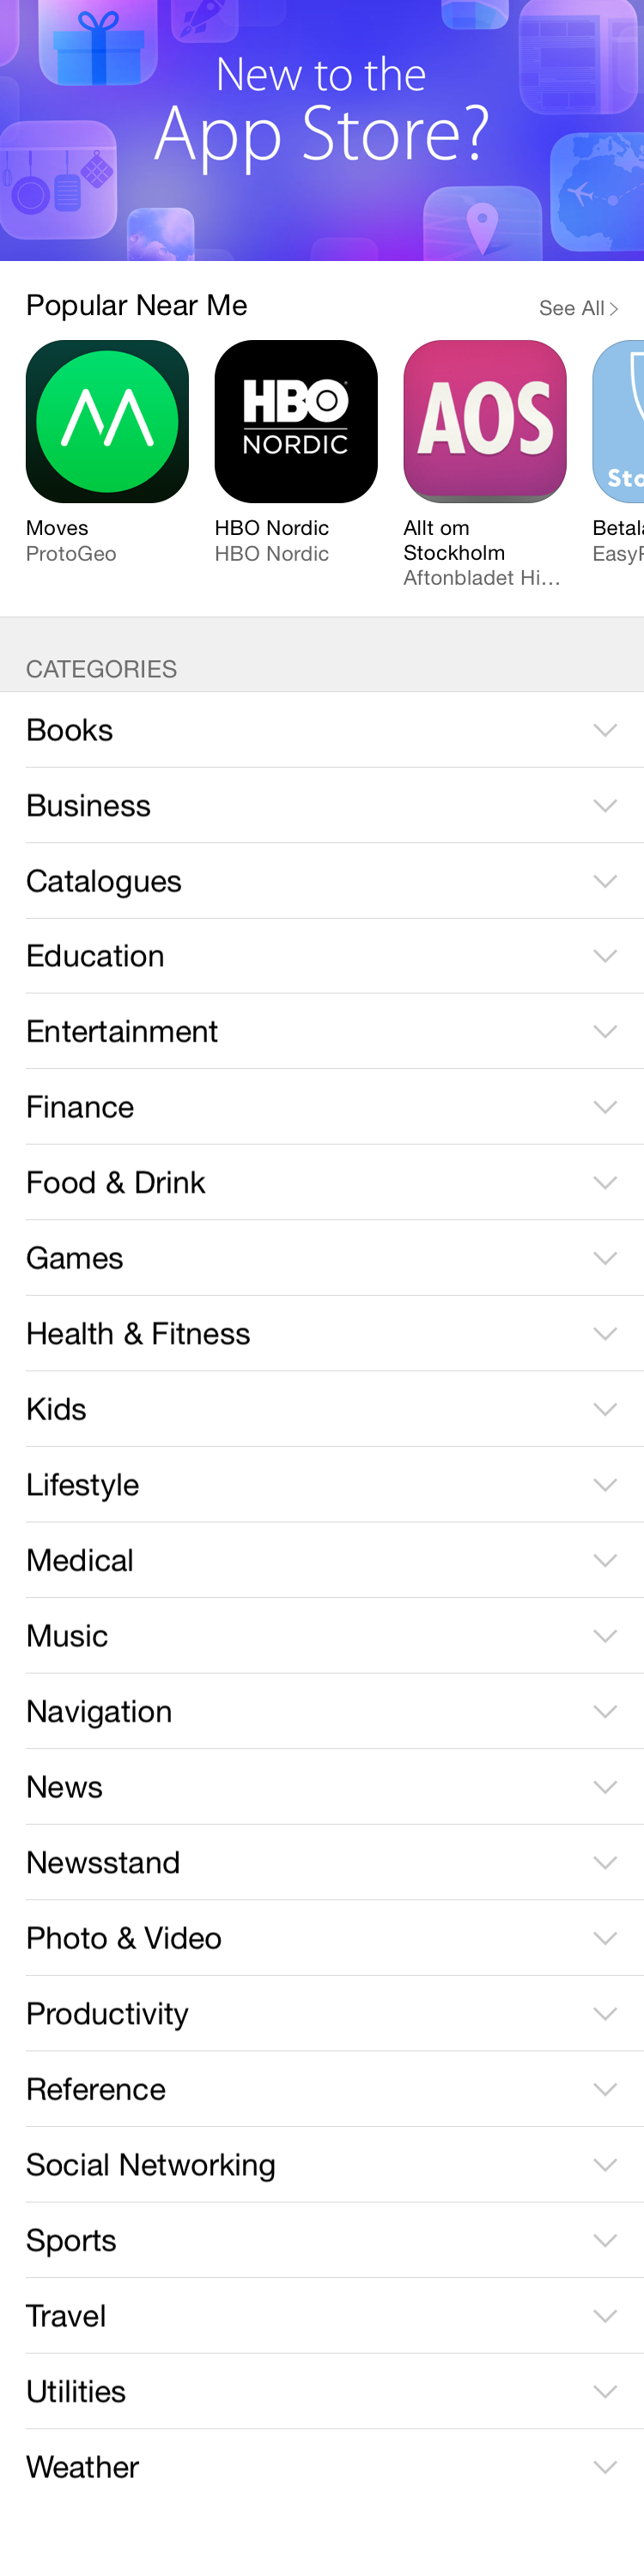 New to the
App Store?
Popular Near Me
See All
HBO
NORDIC
AOS
Sto
Moves
ProtoGeo
HBO Nordic
HBO Nordic
Allt om
Stockholm
Aftonbladet Hi...
Betal
EasyP
CATEGORIES
Books
Business
Catalogues
Education
Entertainment
Finance
Food & Drink
Games
Health & Fitness
Kids
Lifestyle
Medical
Music
Navigation
News
Newsstand
Photo & Video
Productivity
Reference
Social Networking
Sports
Travel
Utilities
Weather